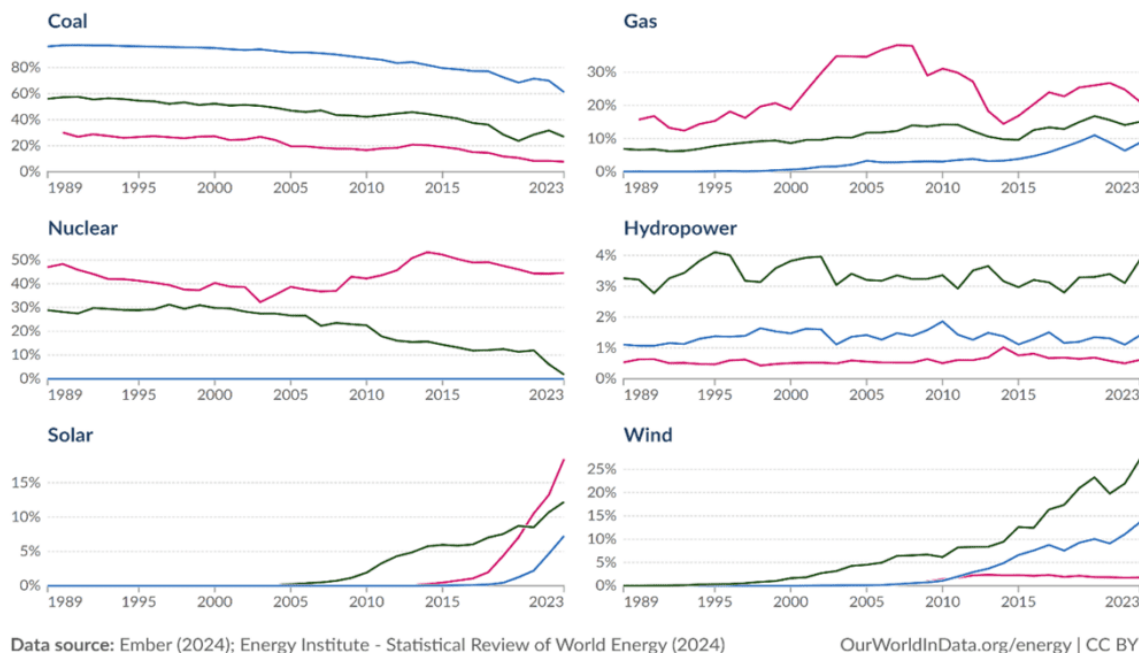 Coal
80%
60%
40%
20%
0%
1989 1995 2000 2005 2010 2015 2023
Gas
30%
20%
10%
0%
1989 1995 2000 2005 2010 2015 2023
Nuclear
50%
40%
30%
20%
10%
0%
1989 1995 2000 2005 2010 2015 2023
Hydropower
4%
3%
2%
1%
0%
1989 1995 2000 2005 2010 2015 2023
Solar
15%
10%
5%
0%
1989 1995 2000 2005 2010 2015 2023
Wind
25%
20%
15%
10%
5%
0%
1989 1995 2000 2005 2010 2015 2023
Data source: Ember (2024); Energy Institute - Statistical Review of World Energy (2024)
OurWorldInData.org/energy | CC BY